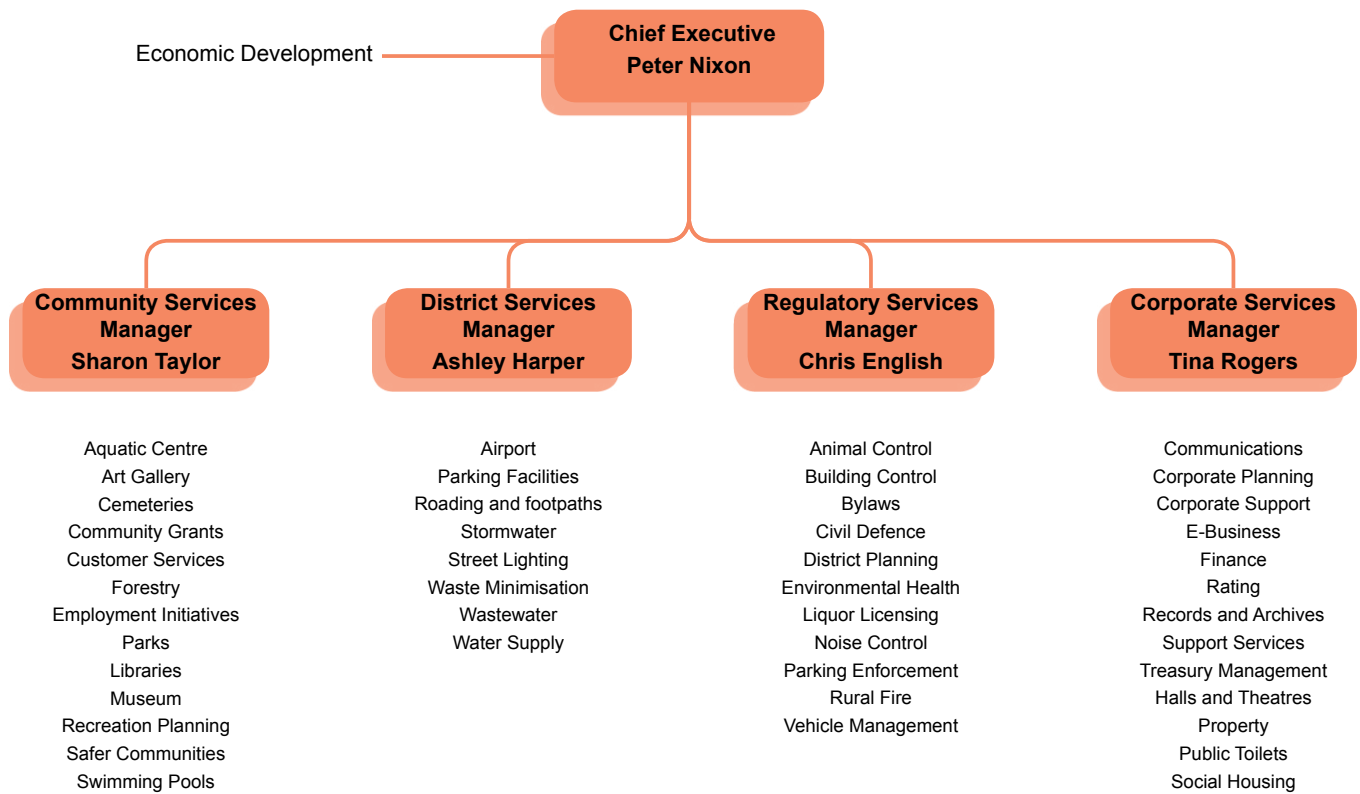 Economic Development
Chief Executive
Peter Nixon
Community Services
Manager
Sharon Taylor
District Services
Manager
Ashley Harper
Regulatory Services
Manager
Chris English
Corporate Services
Manager
Tina Rogers
Aquatic Centre
Art Gallery
Cemeteries
Community Grants
Customer Services
Forestry
Employment Initiatives
Parks
Libraries
Museum
Recreation Planning
Safer Communities
Swimming Pools
Airport
Parking Facilities
Roading and footpaths
Stormwater
Street Lighting
Waste Minimisation
Wastewater
Water Supply
Animal Control
Building Control
Bylaws
Civil Defence
District Planning
Environmental Health
Liquor Licensing
Noise Control
Parking Enforcement
Rural Fire
Vehicle Management
Communications
Corporate Planning
Corporate Support
E-Business
Finance
Rating
Records and Archives
Support Services
Treasury Management
Halls and Theatres
Property
Public Toilets
Social Housing